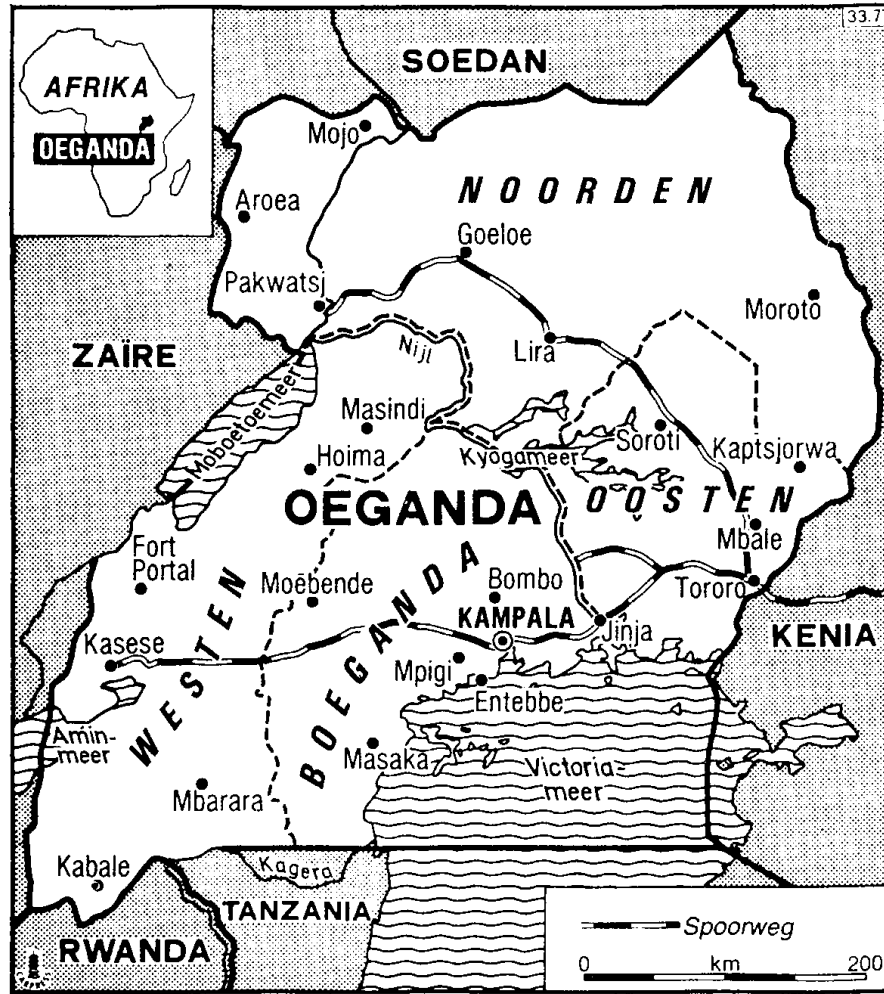 33.7
AFRIKA
OEGANDA
SOEDAN
Mojo
NOORDEN
Aroea
Goeloe
Pakwatsj
Moroto
ZAÏRE
Nijl
Lira
Moboetoemeer
Masindi
Soroti
Kyogameer
Kaptsjorwa
Hoima
OEGANDA
OOSTEN
Mbale
Fort
Portal
WESTEN
Moëbende
BOEGANDA
Bombo
Tororo
KAMPALA
Jinja
KENIA
Kasese
Mpigi
Entebbe
Amin-
meer
Masaka
Victoria-
meer
Mbarara
Kabale
Kagera
TANZANIA
RWANDA
Spoorweg
0 km 200